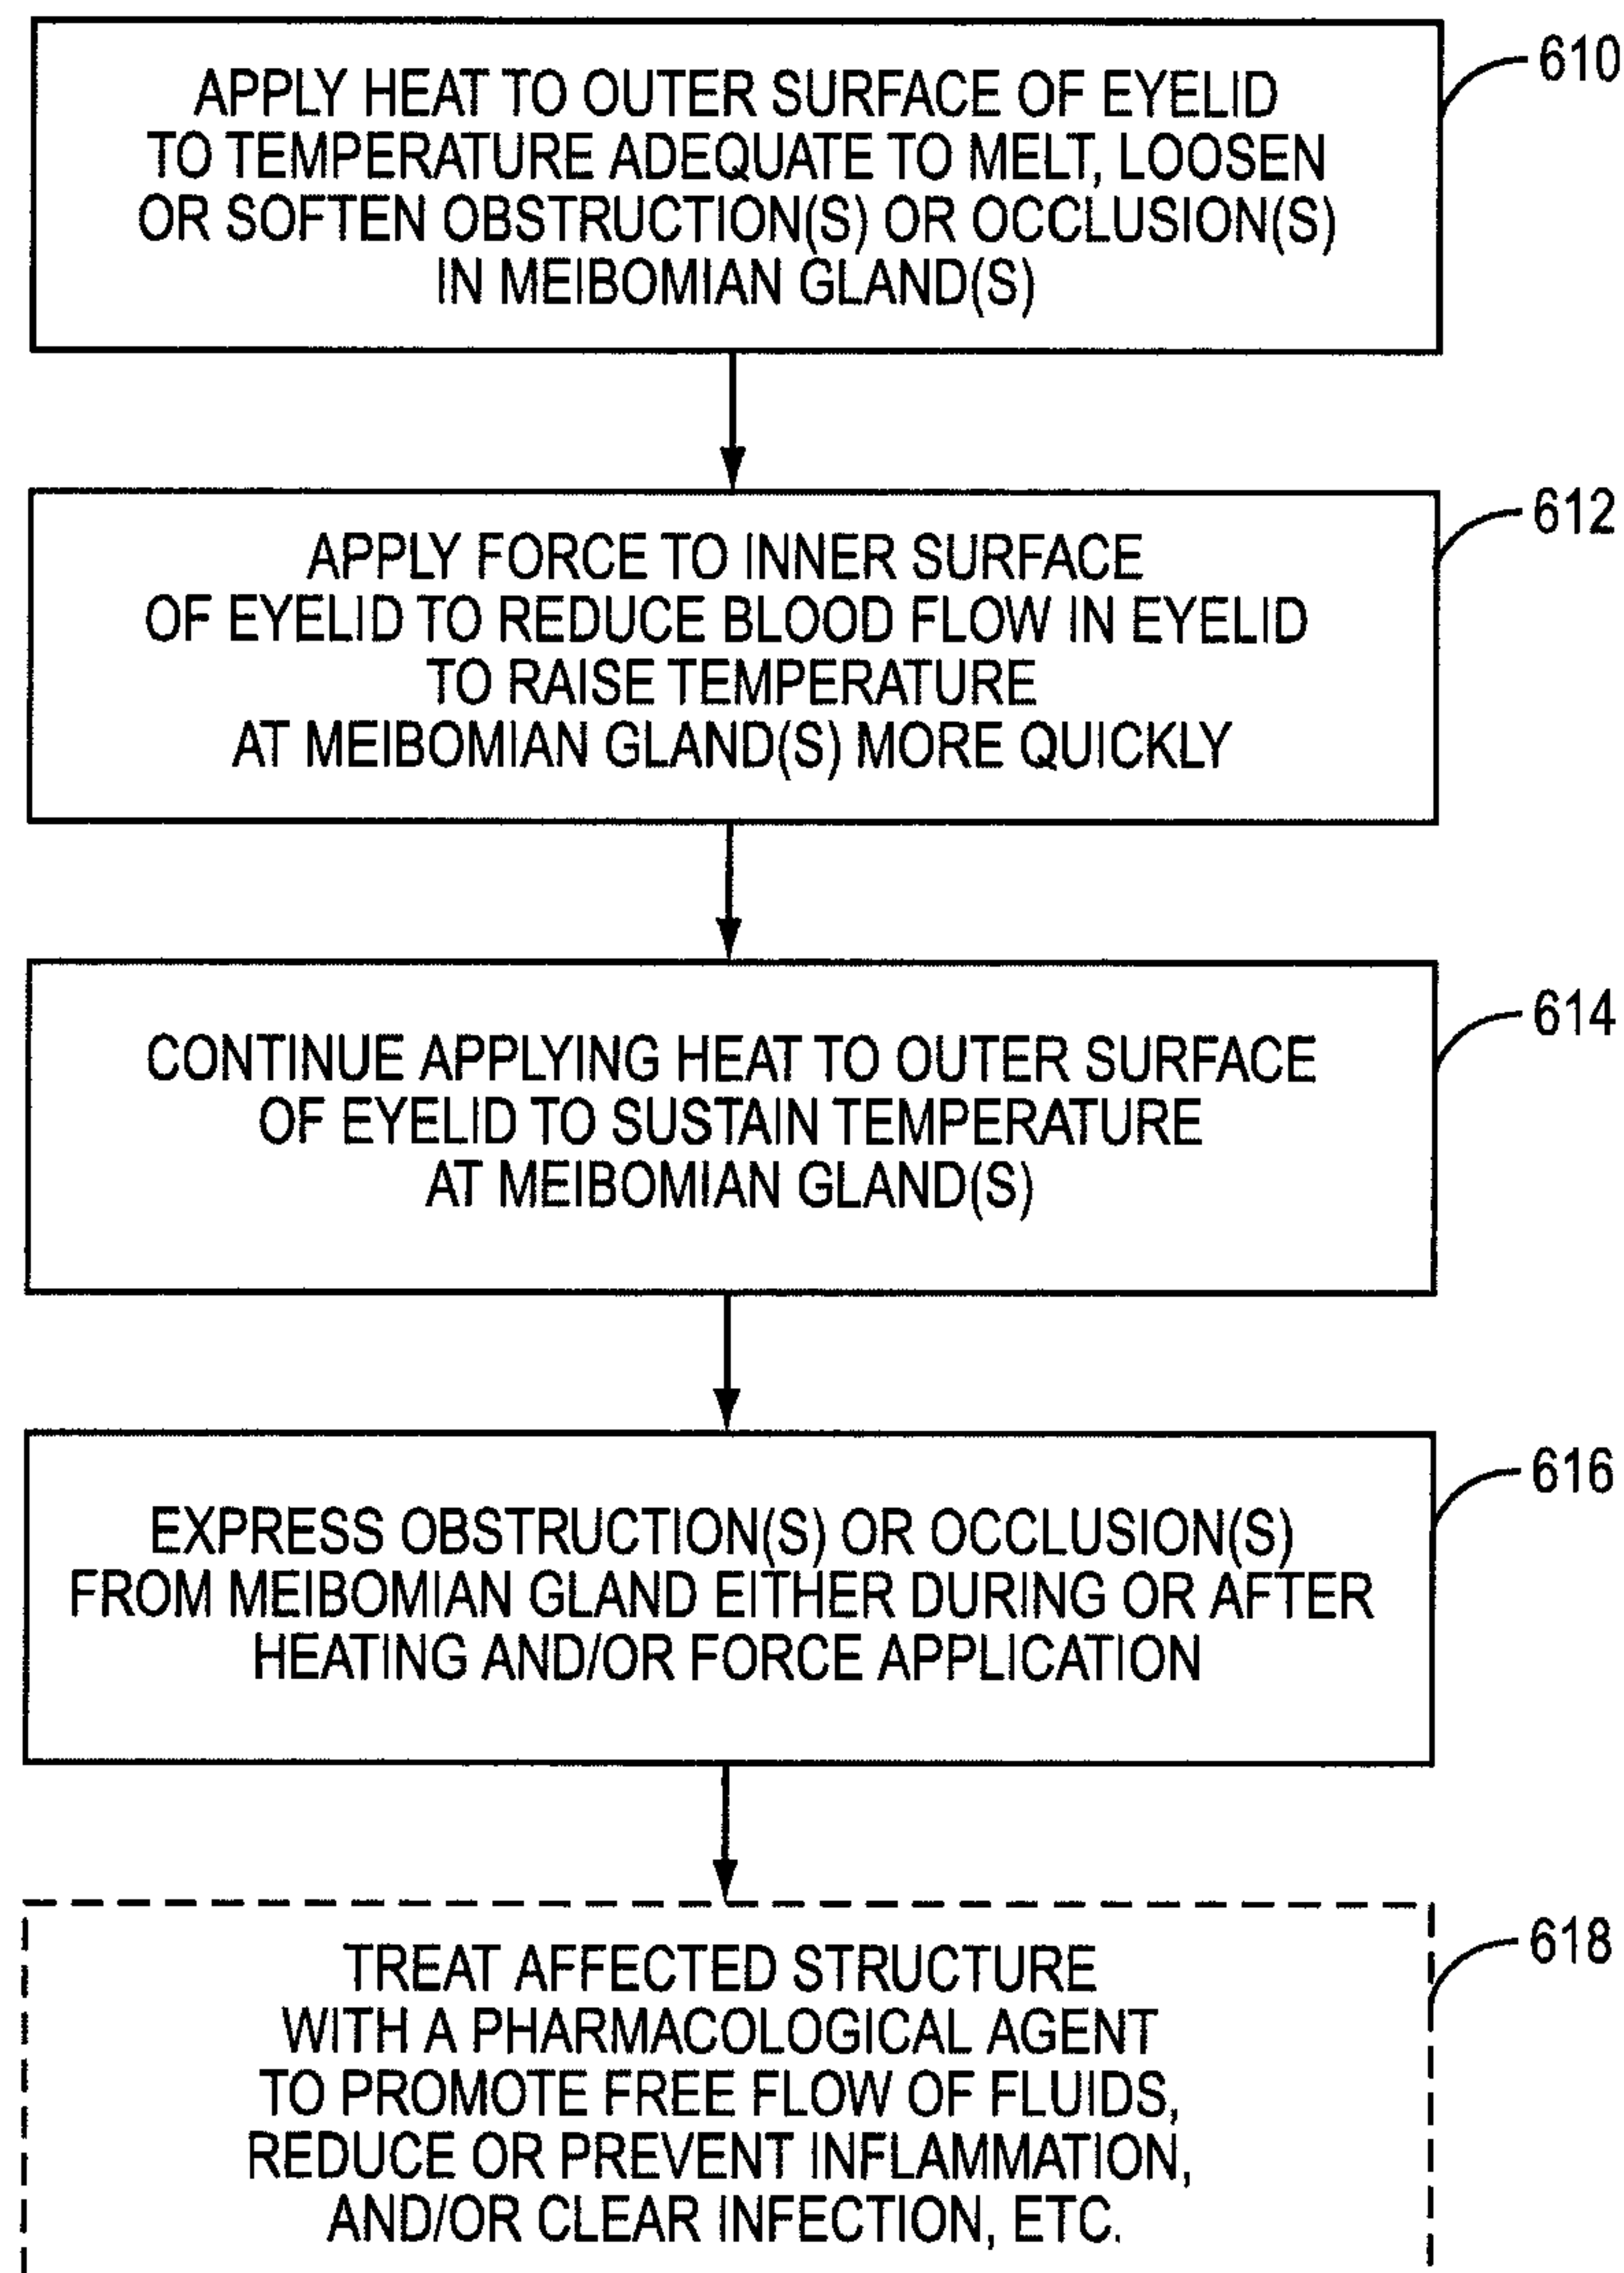 APPLY HEAT TO OUTER SURFACE OF EYELID
TO TEMPERATURE ADEQUATE TO MELT, LOOSEN
OR SOFTEN OBSTRUCTION(S) OR OCCLUSION(S)
IN MEIBOMIAN GLAND(S)
610
APPLY FORCE TO INNER SURFACE
OF EYELID TO REDUCE BLOOD FLOW IN EYELID
TO RAISE TEMPERATURE
AT MEIBOMIAN GLAND(S) MORE QUICKLY
612
CONTINUE APPLYING HEAT TO OUTER SURFACE
OF EYELID TO SUSTAIN TEMPERATURE
AT MEIBOMIAN GLAND(S)
614
EXPRESS OBSTRUCTION(S) OR OCCLUSION(S)
FROM MEIBOMIAN GLAND EITHER DURING OR AFTER
HEATING AND/OR FORCE APPLICATION
616
TREAT AFFECTED STRUCTURE
WITH A PHARMACOLOGICAL AGENT
TO PROMOTE FREE FLOW OF FLUIDS,
REDUCE OR PREVENT INFLAMMATION,
AND/OR CLEAR INFECTION, ETC.
618